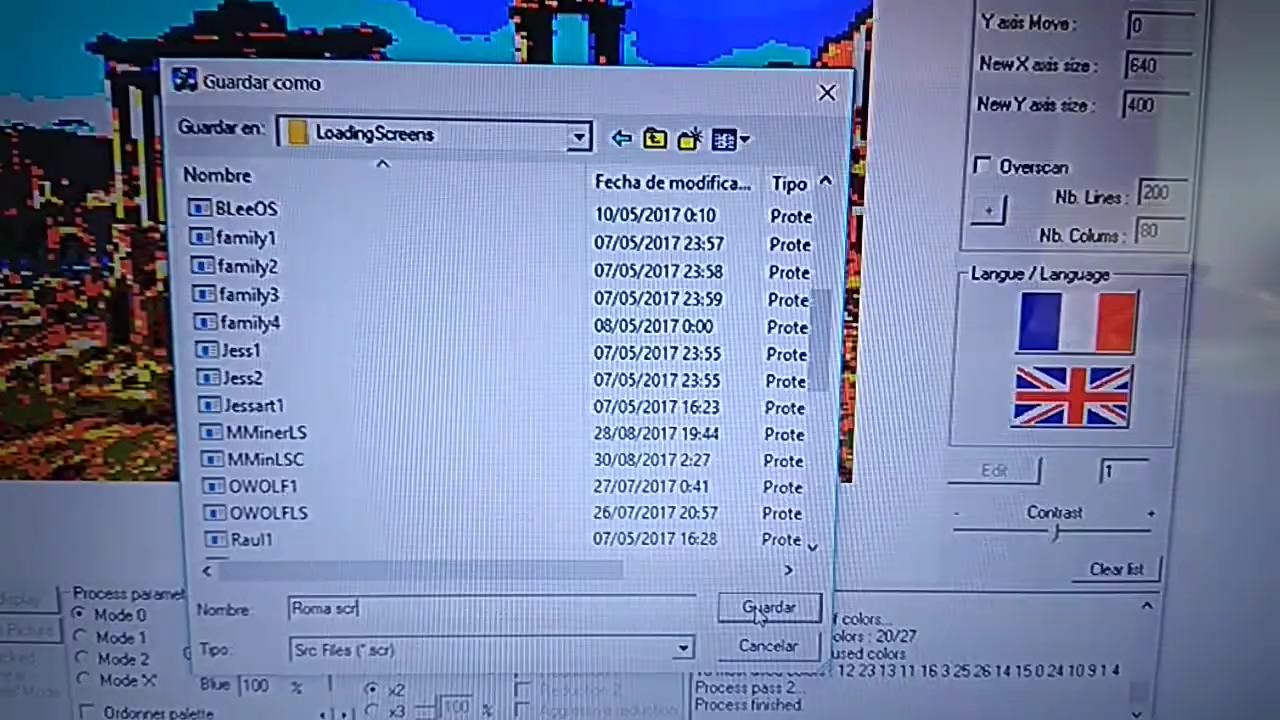 Y axis Move : 0
New X axis size : 640
New Y axis size : 400
Overscan
Nb. Lines : 200
+
Nb. Colums : 80
Langue / Language
Edit 1
Contrast
- +
Clear list
Guardar como
Guardar en: LoadingScreens
Nombre Fecha de modifica... Tipo
BLeeOS 10/05/2017 0:10 Prote
family1 07/05/2017 23:57 Prote
family2 07/05/2017 23:58 Prote
family3 07/05/2017 23:59 Prote
family4 08/05/2017 0:00 Prote
Jess1 07/05/2017 23:55 Prote
Jess2 07/05/2017 23:55 Prote
Jessart1 07/05/2017 16:23 Prote
MMinerLS 28/08/2017 19:44 Prote
MMinLSC 30/08/2017 2:27 Prote
OWOLF1 27/07/2017 0:41 Prote
OWOLFLS 26/07/2017 20:57 Prote
Raul1 07/05/2017 16:28 Prote
Nombre: Roma scr Guardar
Tipo: Src Files (*.scr) Cancelar
Process paramet
Mode 0
Mode 1
Mode 2
Mode 'X'
Ordonner palette
Picture
Mode
Blue 100 %
x2
x3 100 %
Reduction 2
Aggressive reduction
f colors...
olors : 20/27
used colors
12 23 13 11 16 3 25 26 14 15 0 24 10 9 1 4
Process pass 2...
Process finished.